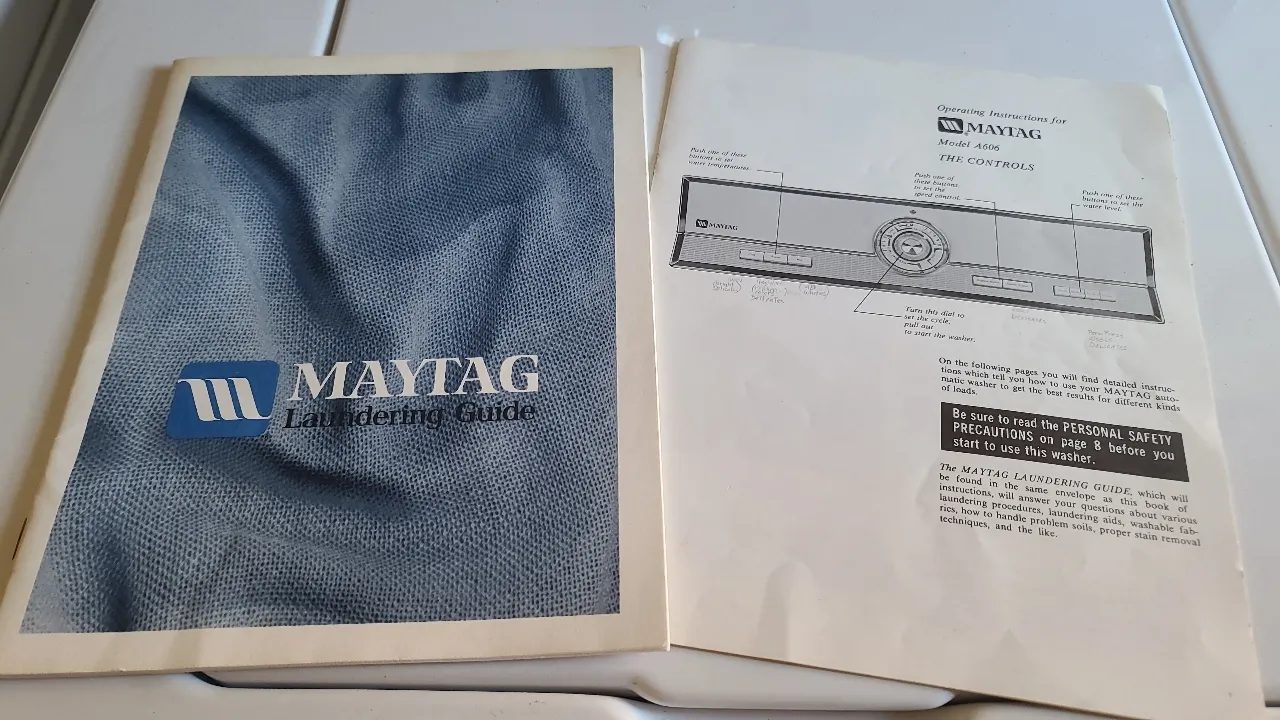 MAYTAG
Laundering Guide
Operating Instructions for
MAYTAG
Model A606
THE CONTROLS
Push one of these
buttons to set
water temperatures.
Push one of
these buttons
to set the
speed control.
Push one of these
buttons to set the
water level.
MAYTAG
Turn this dial to
set the cycle,
pull out
to start the washer.
On the following pages you will find detailed instruc-
tions which tell you how to use your MAYTAG auto-
matic washer to get the best results for different kinds
of loads.
Be sure to read the PERSONAL SAFETY
PRECAUTIONS on page 8 before you
start to use this washer.
The MAYTAG LAUNDERING GUIDE, which will
be found in the same envelope as this book of
instructions, will answer your questions about various
laundering procedures, laundering aids, washable fab-
rics, how to handle problem soils, proper stain removal
techniques, and the like.